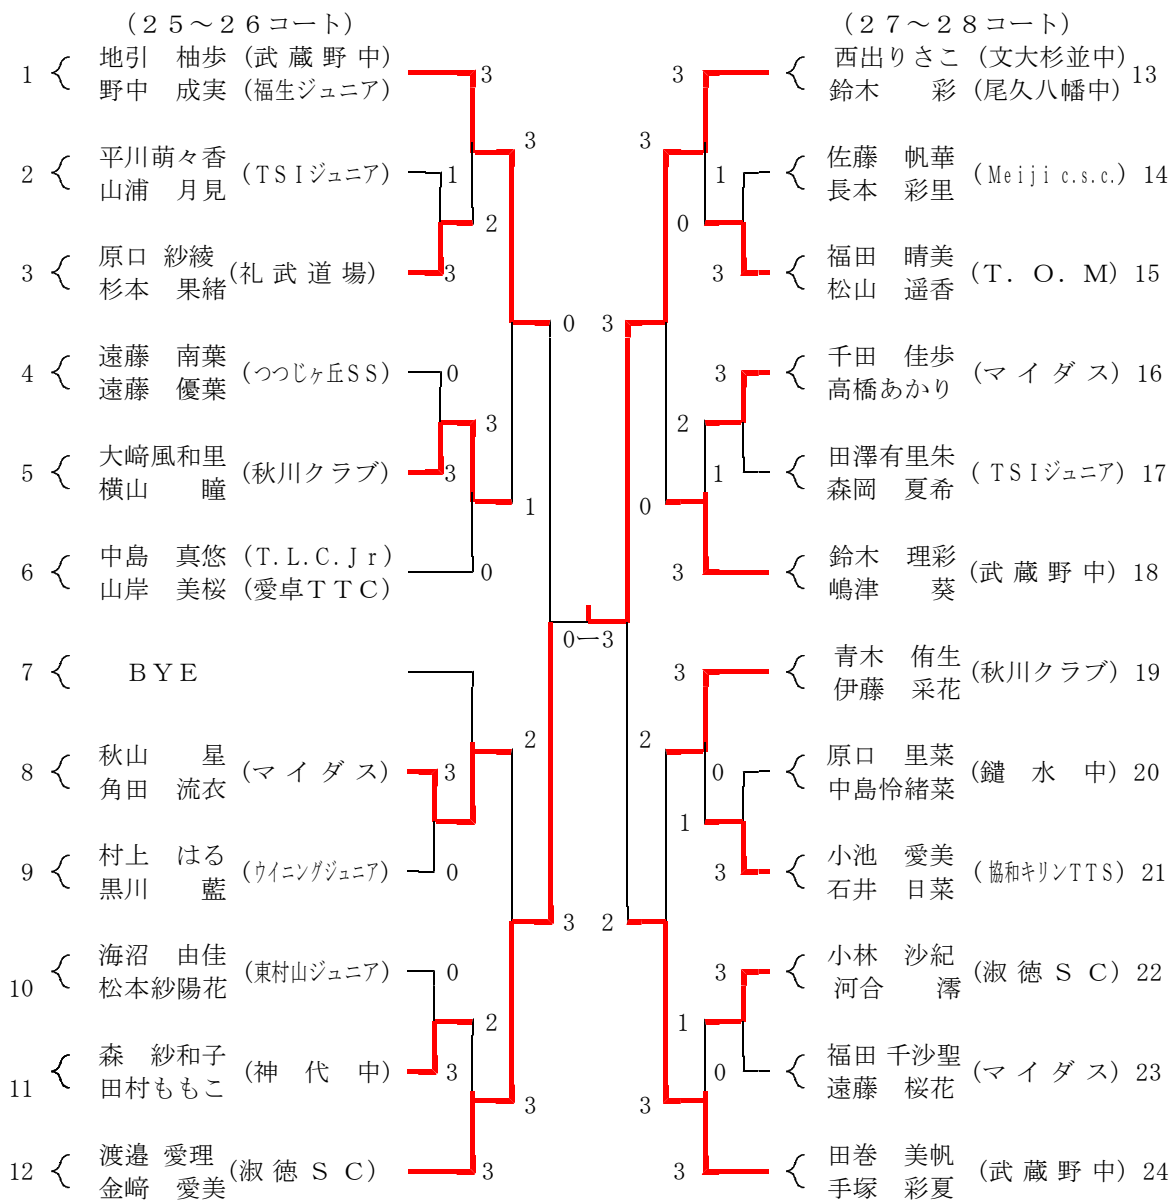 (２５～２６コート)
1 地引　柚歩 (武 蔵 野 中)
野中　成実 (福生ジュニア)
3
3
2 平川萌々香
山浦　月見 (ＴＳＩジュニア)
1
2
3 原口 紗綾
杉本　果緒 (礼 武 道 場)
3
0
4 遠藤　南葉
遠藤　優葉 (つつじヶ丘ＳＳ)
0
3
5 大﨑風和里
横山　　瞳 (秋川クラブ)
3
1
6 中島　真悠 (T.L.C.Jｒ)
山岸　美桜 (愛卓ＴＴＣ)
0
0ー3
7 ＢＹＥ
2
8 秋山　　星
角田　流衣 (マ イ ダ ス)
3
9 村上　はる
黒川　　藍 (ウイニングジュニア)
0
3
10 海沼　由佳
松本紗陽花 (東村山ジュニア)
0
2
11 森　紗和子
田村ももこ (神　代　中)
3
3
12 渡邉 愛理
金﨑　愛美 (淑 徳 Ｓ Ｃ)
3
(２７～２８コート)
3
西出りさこ (文大杉並中) 13
鈴木　　彩 (尾久八幡中)
3
1
佐藤　帆華
長本　彩里 (Meiji c.s.c.) 14
0
3
福田　晴美
松山　遥香 (Ｔ．Ｏ．Ｍ) 15
3
3
千田　佳歩
高橋あかり (マ イ ダ ス) 16
2
1
田澤有里朱
森岡　夏希 (ＴＳＩジュニア) 17
0
3
鈴木　理彩
嶋津　　葵 (武 蔵 野 中) 18
3
青木　侑生
伊藤　采花 (秋川クラブ) 19
2
0
原口　里菜
中島怜緒菜 (鑓　水　中) 20
1
3
小池　愛美
石井　日菜 (協和キリンＴＴＳ) 21
2
3
小林　沙紀
河合　　澪 (淑 徳 Ｓ Ｃ) 22
1
0
福田 千沙聖
遠藤　桜花 (マ イ ダ ス) 23
3
3
田巻　美帆
手塚　彩夏 (武 蔵 野 中) 24